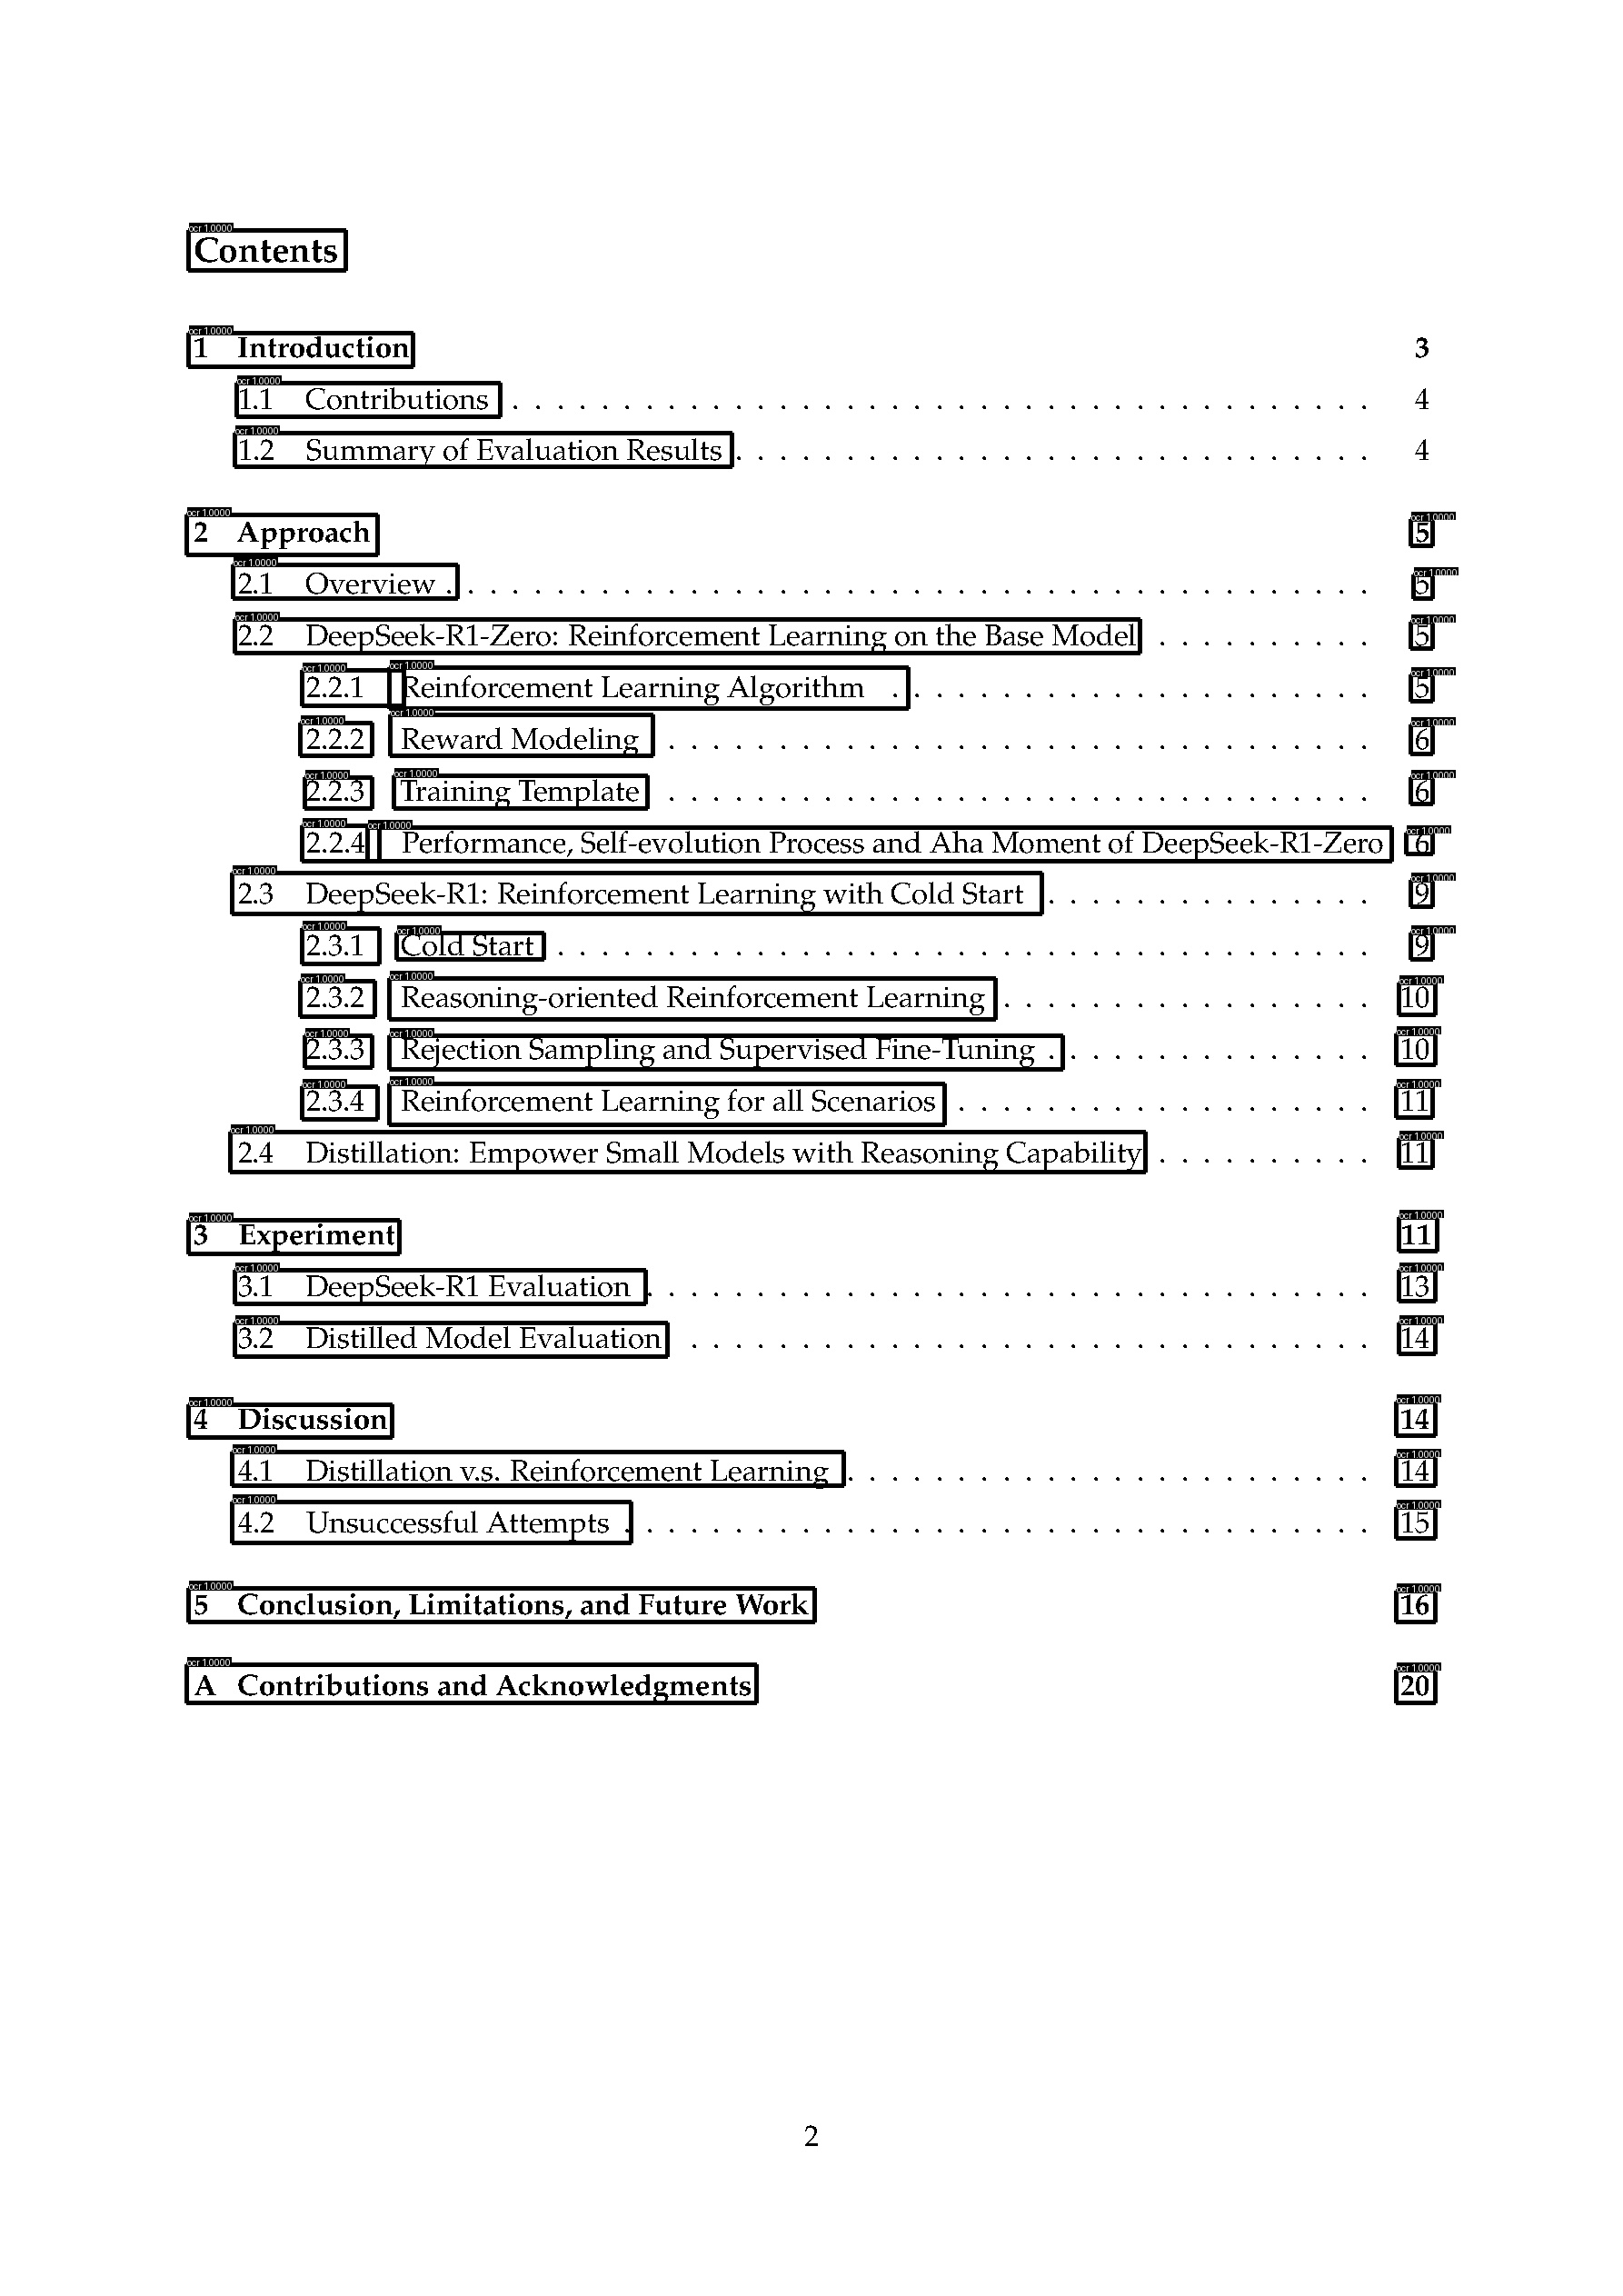 Contents
1 Introduction 3
1.1 Contributions . . . . . . . . . . . . . . . . . . . . . . . . . . . . . . . . . . . . . . . 4
1.2 Summary of Evaluation Results . . . . . . . . . . . . . . . . . . . . . . . . . . . . . 4
2 Approach 5
2.1 Overview . . . . . . . . . . . . . . . . . . . . . . . . . . . . . . . . . . . . . . . . . . 5
2.2 DeepSeek-R1-Zero: Reinforcement Learning on the Base Model . . . . . . . . . . 5
2.2.1 Reinforcement Learning Algorithm . . . . . . . . . . . . . . . . . . . . . . 5
2.2.2 Reward Modeling . . . . . . . . . . . . . . . . . . . . . . . . . . . . . . . . 6
2.2.3 Training Template . . . . . . . . . . . . . . . . . . . . . . . . . . . . . . . . 6
2.2.4 Performance, Self-evolution Process and Aha Moment of DeepSeek-R1-Zero 6
2.3 DeepSeek-R1: Reinforcement Learning with Cold Start . . . . . . . . . . . . . . . 9
2.3.1 Cold Start . . . . . . . . . . . . . . . . . . . . . . . . . . . . . . . . . . . . . 9
2.3.2 Reasoning-oriented Reinforcement Learning . . . . . . . . . . . . . . . . . 10
2.3.3 Rejection Sampling and Supervised Fine-Tuning . . . . . . . . . . . . . . . 10
2.3.4 Reinforcement Learning for all Scenarios . . . . . . . . . . . . . . . . . . . 11
2.4 Distillation: Empower Small Models with Reasoning Capability . . . . . . . . . . 11
3 Experiment 11
3.1 DeepSeek-R1 Evaluation . . . . . . . . . . . . . . . . . . . . . . . . . . . . . . . . . 13
3.2 Distilled Model Evaluation . . . . . . . . . . . . . . . . . . . . . . . . . . . . . . . 14
4 Discussion 14
4.1 Distillation v.s. Reinforcement Learning . . . . . . . . . . . . . . . . . . . . . . . . 14
4.2 Unsuccessful Attempts . . . . . . . . . . . . . . . . . . . . . . . . . . . . . . . . . . 15
5 Conclusion, Limitations, and Future Work 16
A Contributions and Acknowledgments 20
2